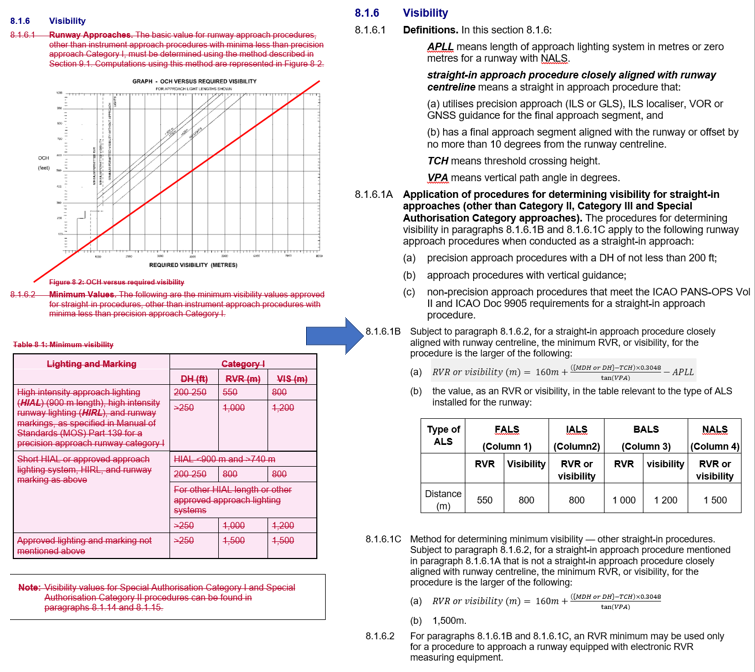 8.1.6 Visibility
8.1.6.1 Runway Approaches. The basic value for runway approach procedures,
other than instrument approach procedures with minima less than precision
approach Category I, must be determined using the method described in
Section 9.1. Computations using this method are represented in Figure 8 2.
GRAPH - OCH VERSUS REQUIRED VISIBILITY
FOR APPROACH LIGHT LENGTHS SHOWN
OCH
(feet)
REQUIRED VISIBILITY (METRES)
Figure 8 2: OCH versus required visibility
8.1.6.2 Minimum Values. The following are the minimum visibility values approved
for straight in procedures, other than instrument approach procedures with
minima less than precision approach Category I.
Table 8 1: Minimum visibility
Lighting and Marking Category I
DH (ft) RVR (m) VIS (m)
High intensity approach lighting
(HIAL) (900 m length), high intensity
runway lighting (HIRL), and runway
markings, as specified in Manual of
Standards (MOS) Part 139 for a
precision approach runway category I
200-250 550 800
>250 1,000 1,200
Short HIAL or approved approach
lighting system, HIRL, and runway
marking as above
HIAL <900 m and >740 m
200 250 800 800
For other HIAL length or other
approved approach lighting
systems
>250 1,000 1,200
Approved lighting and marking not
mentioned above
>250 1,500 1,500
Note: Visibility values for Special Authorisation Category I and Special
Authorisation Category II procedures can be found in
paragraphs 8.1.14 and 8.1.15.
8.1.6 Visibility
8.1.6.1 Definitions. In this section 8.1.6:
APLL means length of approach lighting system in metres or zero
metres for a runway with NALS.
straight-in approach procedure closely aligned with runway
centreline means a straight in approach procedure that:
(a) utilises precision approach (ILS or GLS), ILS localiser, VOR or
GNSS guidance for the final approach segment, and
(b) has a final approach segment aligned with the runway or offset by
no more than 10 degrees from the runway centreline.
TCH means threshold crossing height.
VPA means vertical path angle in degrees.
8.1.6.1A Application of procedures for determining visibility for straight-in
approaches (other than Category II, Category III and Special
Authorisation Category approaches). The procedures for determining
visibility in paragraphs 8.1.6.1B and 8.1.6.1C apply to the following runway
approach procedures when conducted as a straight-in approach:
(a) precision approach procedures with a DH of not less than 200 ft;
(b) approach procedures with vertical guidance;
(c) non-precision approach procedures that meet the ICAO PANS-OPS Vol
II and ICAO Doc 9905 requirements for a straight-in approach
procedure.
8.1.6.1B Subject to paragraph 8.1.6.2, for a straight-in approach procedure closely
aligned with runway centreline, the minimum RVR, or visibility, for the
procedure is the larger of the following:
(a) RVR or visibility (m) = 160m + (((MDH or DH)−TCH)×0.3048 / tan(VPA)) − APLL
(b) the value, as an RVR or visibility, in the table relevant to the type of ALS
installed for the runway:
Type of ALS FALS (Column 1) IALS (Column2) BALS (Column 3) NALS (Column 4)
RVR Visibility RVR or visibility RVR visibility RVR or visibility
Distance (m) 550 800 800 1 000 1 200 1 500
8.1.6.1C Method for determining minimum visibility — other straight-in procedures.
Subject to paragraph 8.1.6.2, for a straight-in approach procedure mentioned
in paragraph 8.1.6.1A that is not a straight-in approach procedure closely
aligned with runway centreline, the minimum RVR, or visibility, for the
procedure is the larger of the following:
(a) RVR or visibility (m) = 160m + ((MDH or DH)−TCH)×0.3048 / tan(VPA)
(b) 1,500m.
8.1.6.2 For paragraphs 8.1.6.1B and 8.1.6.1C, an RVR minimum may be used only
for a procedure to approach a runway equipped with electronic RVR
measuring equipment.